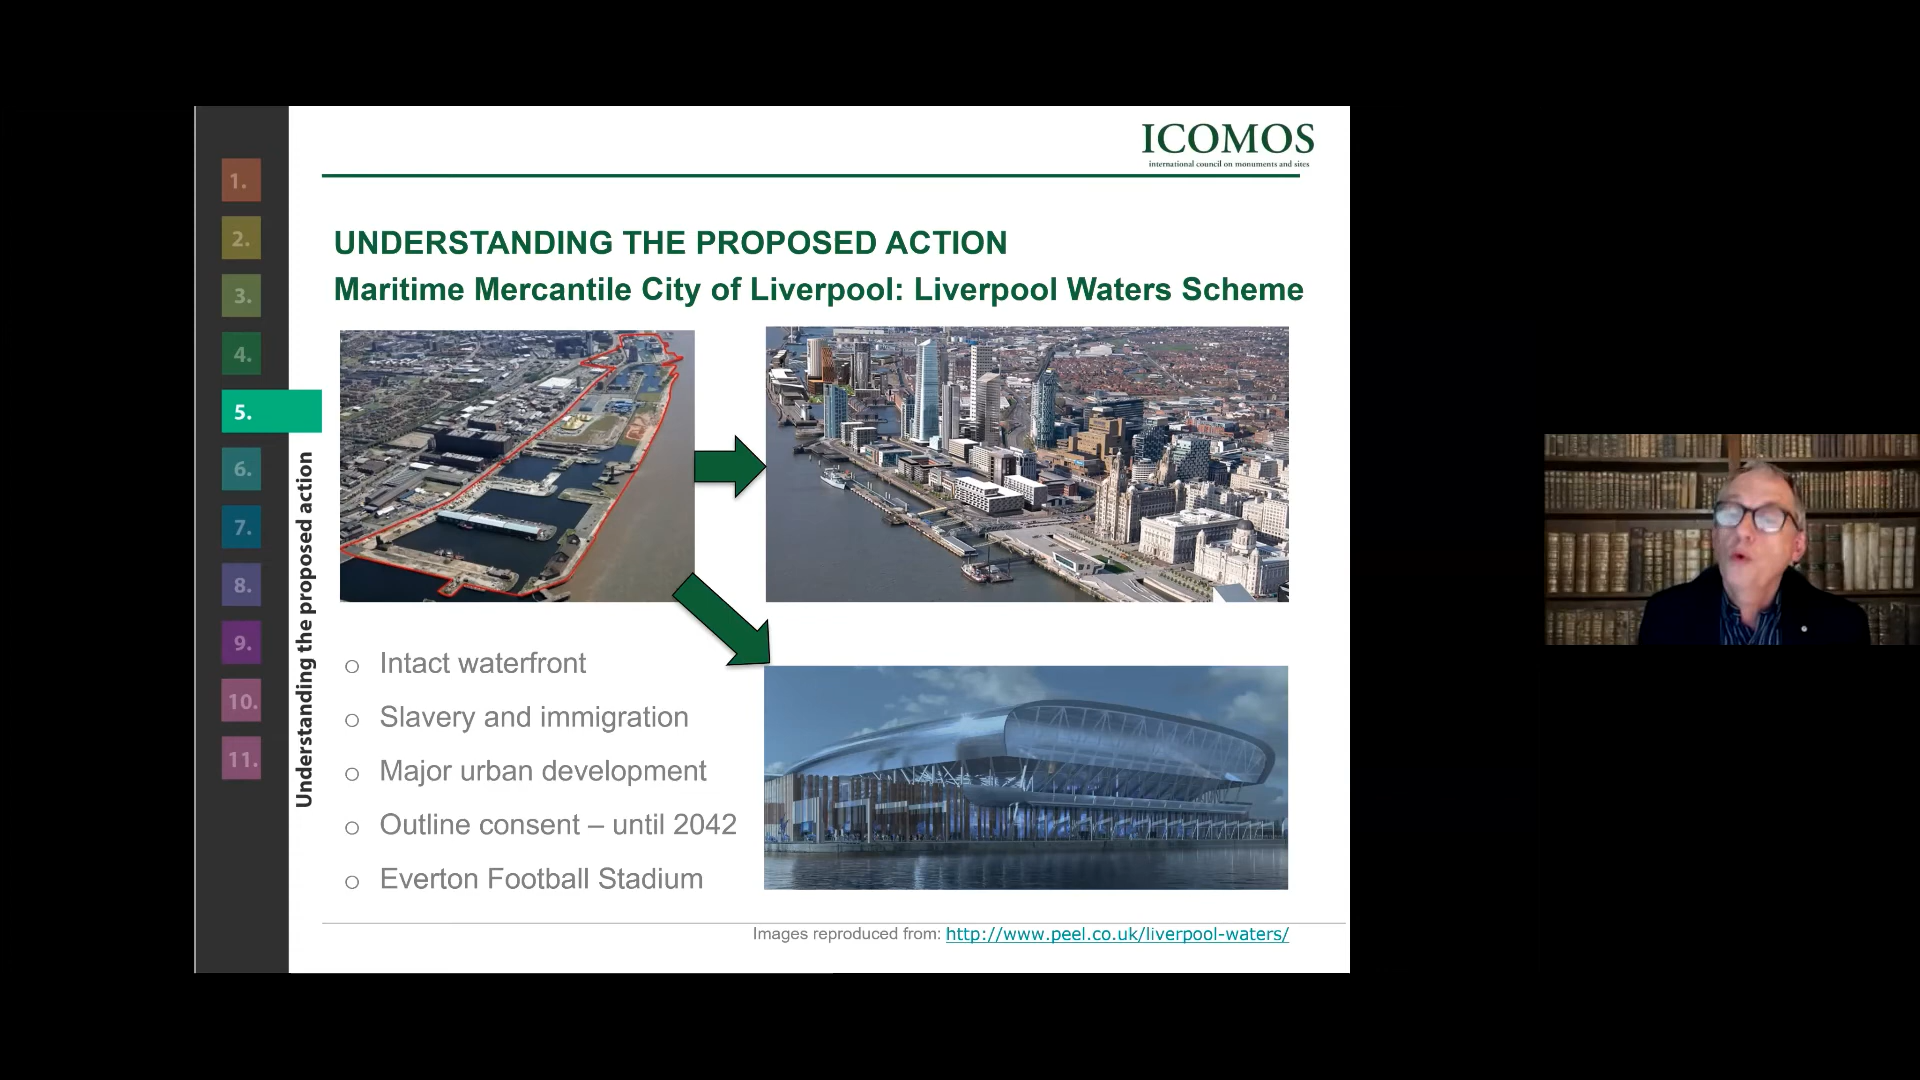 ICOMOS
international council on monuments and sites
1.
2.
3.
4.
5.
6.
7.
8.
9.
10.
11.
Understanding the proposed action
UNDERSTANDING THE PROPOSED ACTION
Maritime Mercantile City of Liverpool: Liverpool Waters Scheme
o Intact waterfront
o Slavery and immigration
o Major urban development
o Outline consent – until 2042
o Everton Football Stadium
Images reproduced from: http://www.peel.co.uk/liverpool-waters/